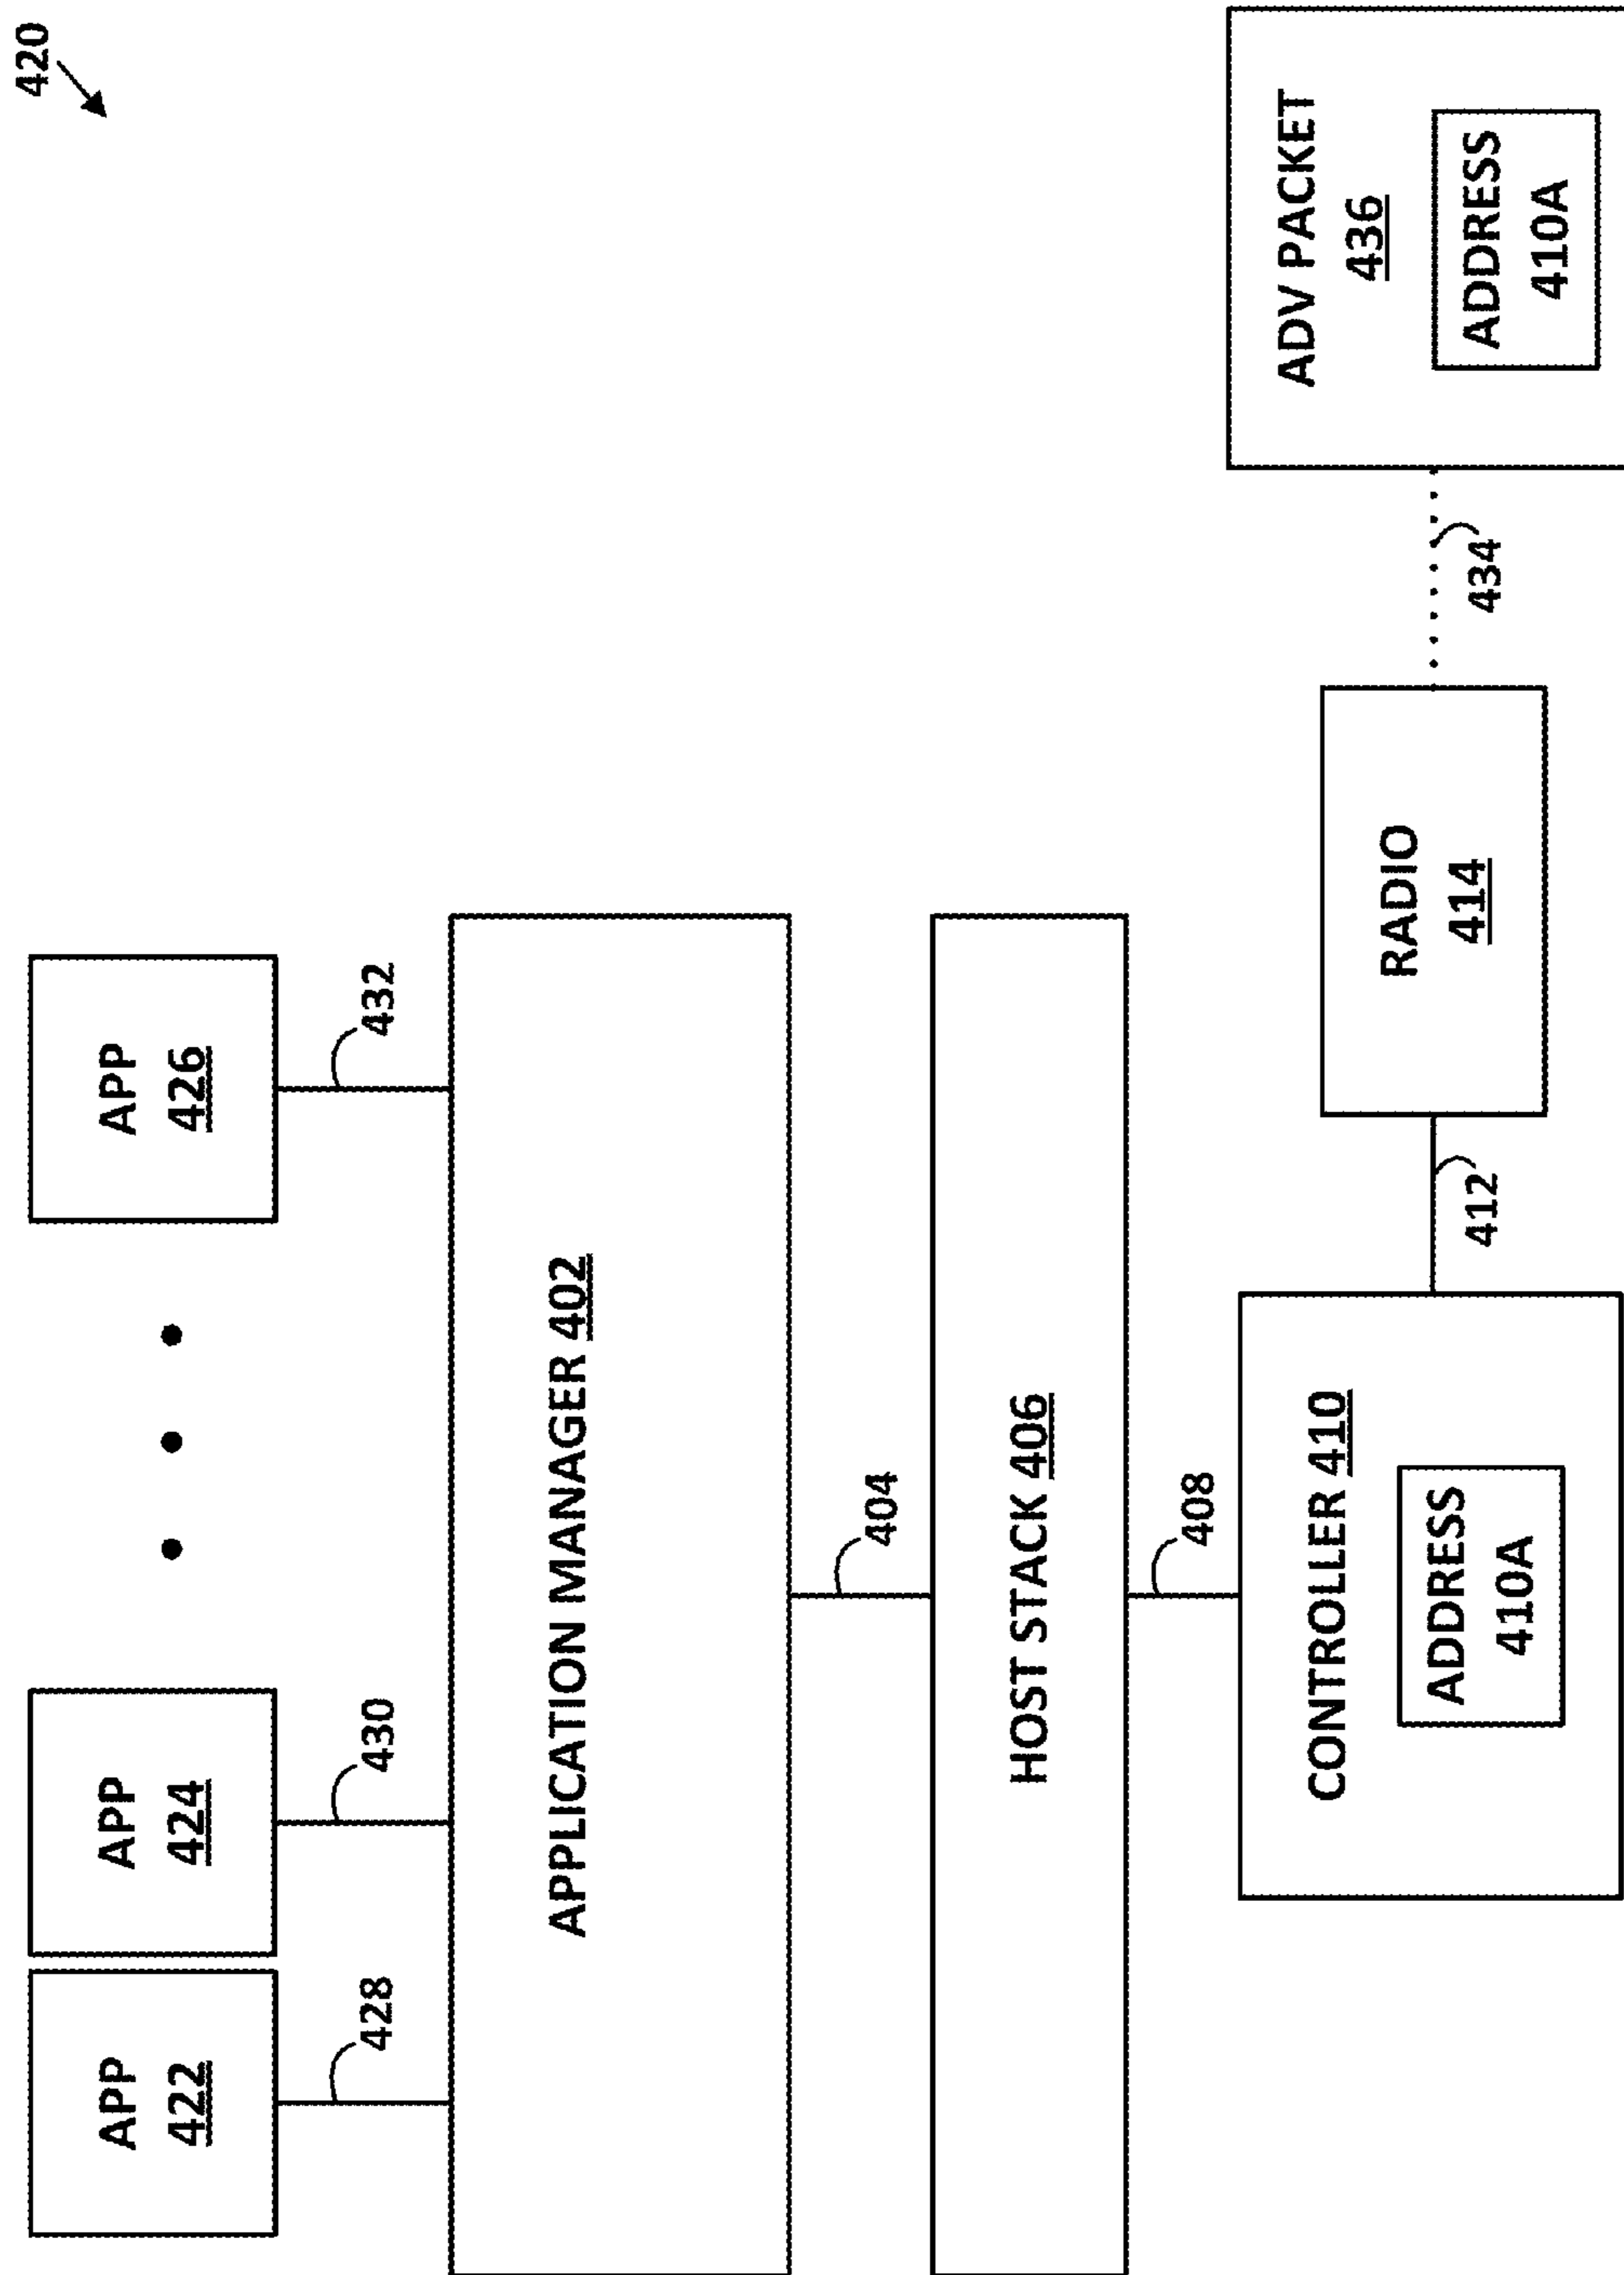 420
APP
422
APP
424
APP
426
428
430
432
APPLICATION MANAGER 402
404
HOST STACK 406
408
CONTROLLER 410
ADDRESS
410A
412
RADIO
414
434
ADV PACKET
436
ADDRESS
410A